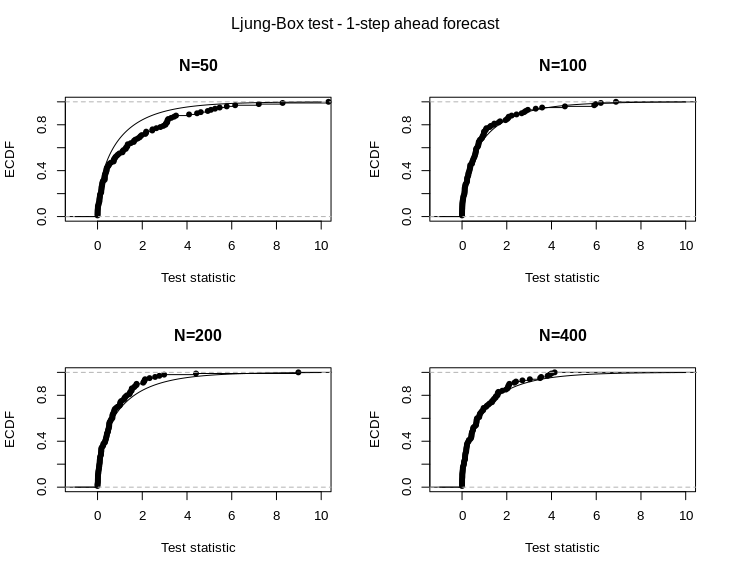 Ljung-Box test - 1-step ahead forecast
N=50
N=100
ECDF
0.0 0.4 0.8
0 2 4 6 8 10
Test statistic
ECDF
0.0 0.4 0.8
0 2 4 6 8 10
Test statistic
N=200
N=400
ECDF
0.0 0.4 0.8
0 2 4 6 8 10
Test statistic
ECDF
0.0 0.4 0.8
0 2 4 6 8 10
Test statistic